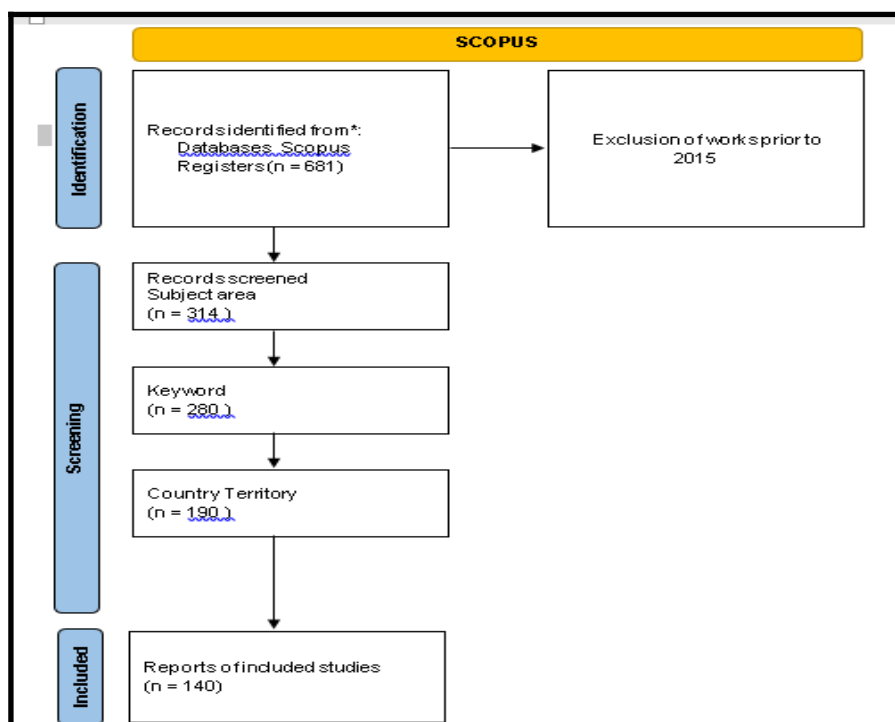 SCOPUS
Identification
Records identified from*:
Databases Scopus
Registers (n = 681)
Exclusion of works prior to
2015
Screening
Records screened
Subject area
(n = 314 )
Keyword
(n = 280 )
Country Territory
(n = 190 )
Included
Reports of included studies
(n = 140)